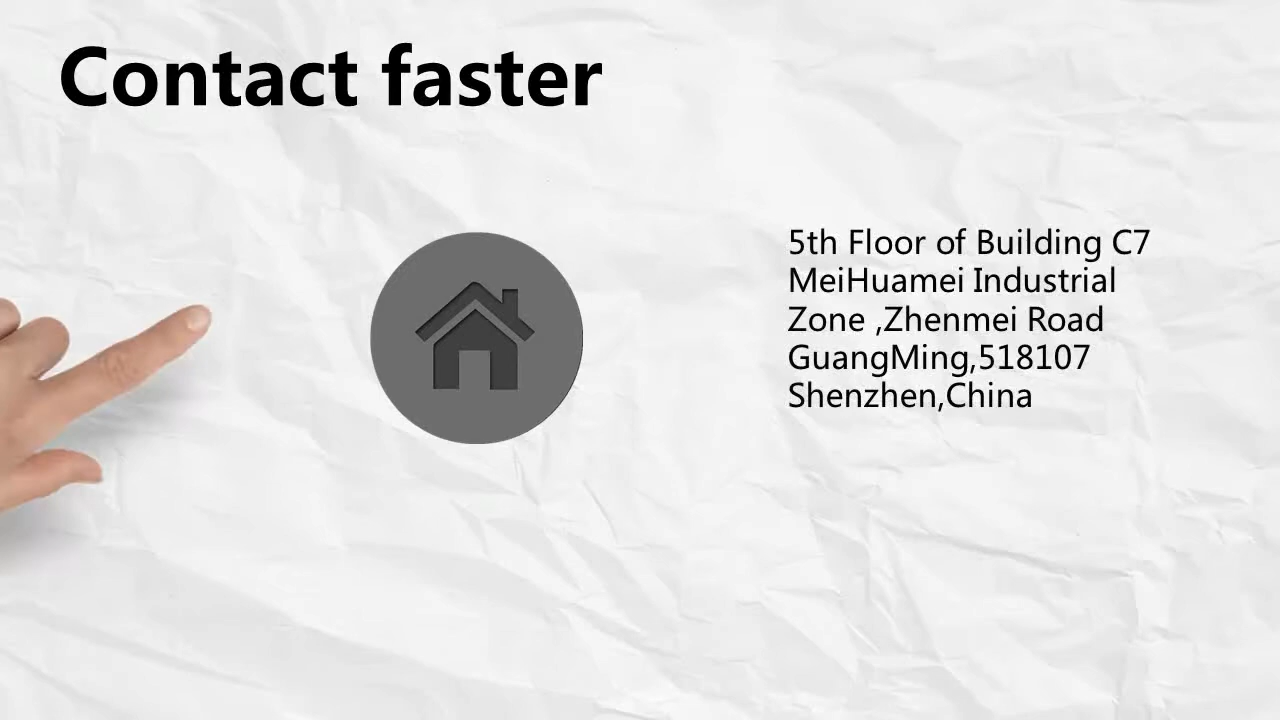 Contact faster
5th Floor of Building C7
MeiHuamei Industrial
Zone ,Zhenmei Road
GuangMing,518107
Shenzhen,China